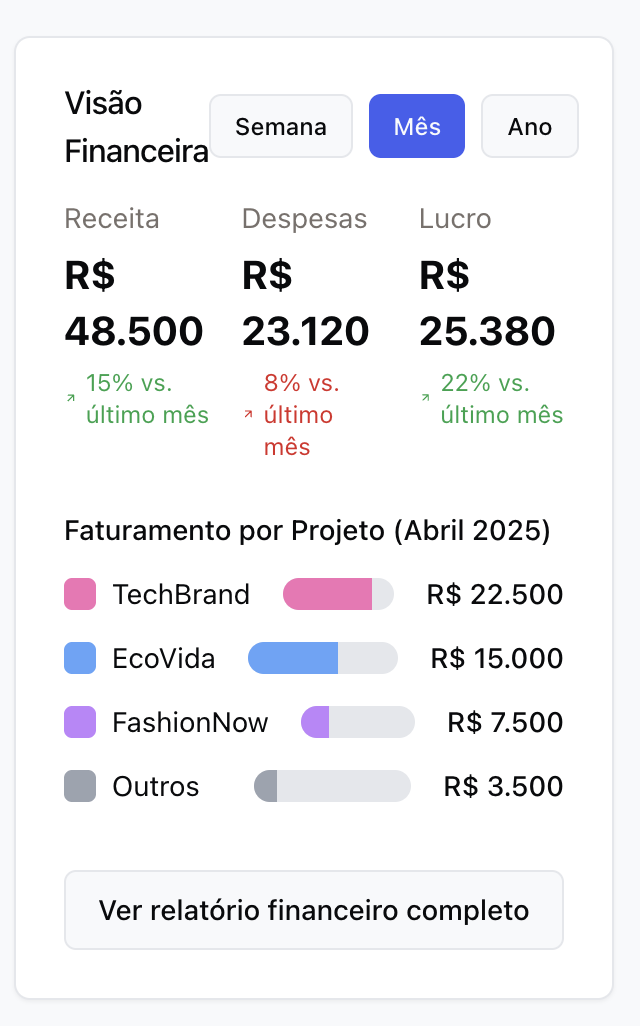 Visão
Financeira
Semana
Mês
Ano
Receita
R$
48.500
15% vs.
último mês
Despesas
R$
23.120
8% vs.
último
mês
Lucro
R$
25.380
22% vs.
último mês
Faturamento por Projeto (Abril 2025)
TechBrand R$ 22.500
EcoVida R$ 15.000
FashionNow R$ 7.500
Outros R$ 3.500
Ver relatório financeiro completo